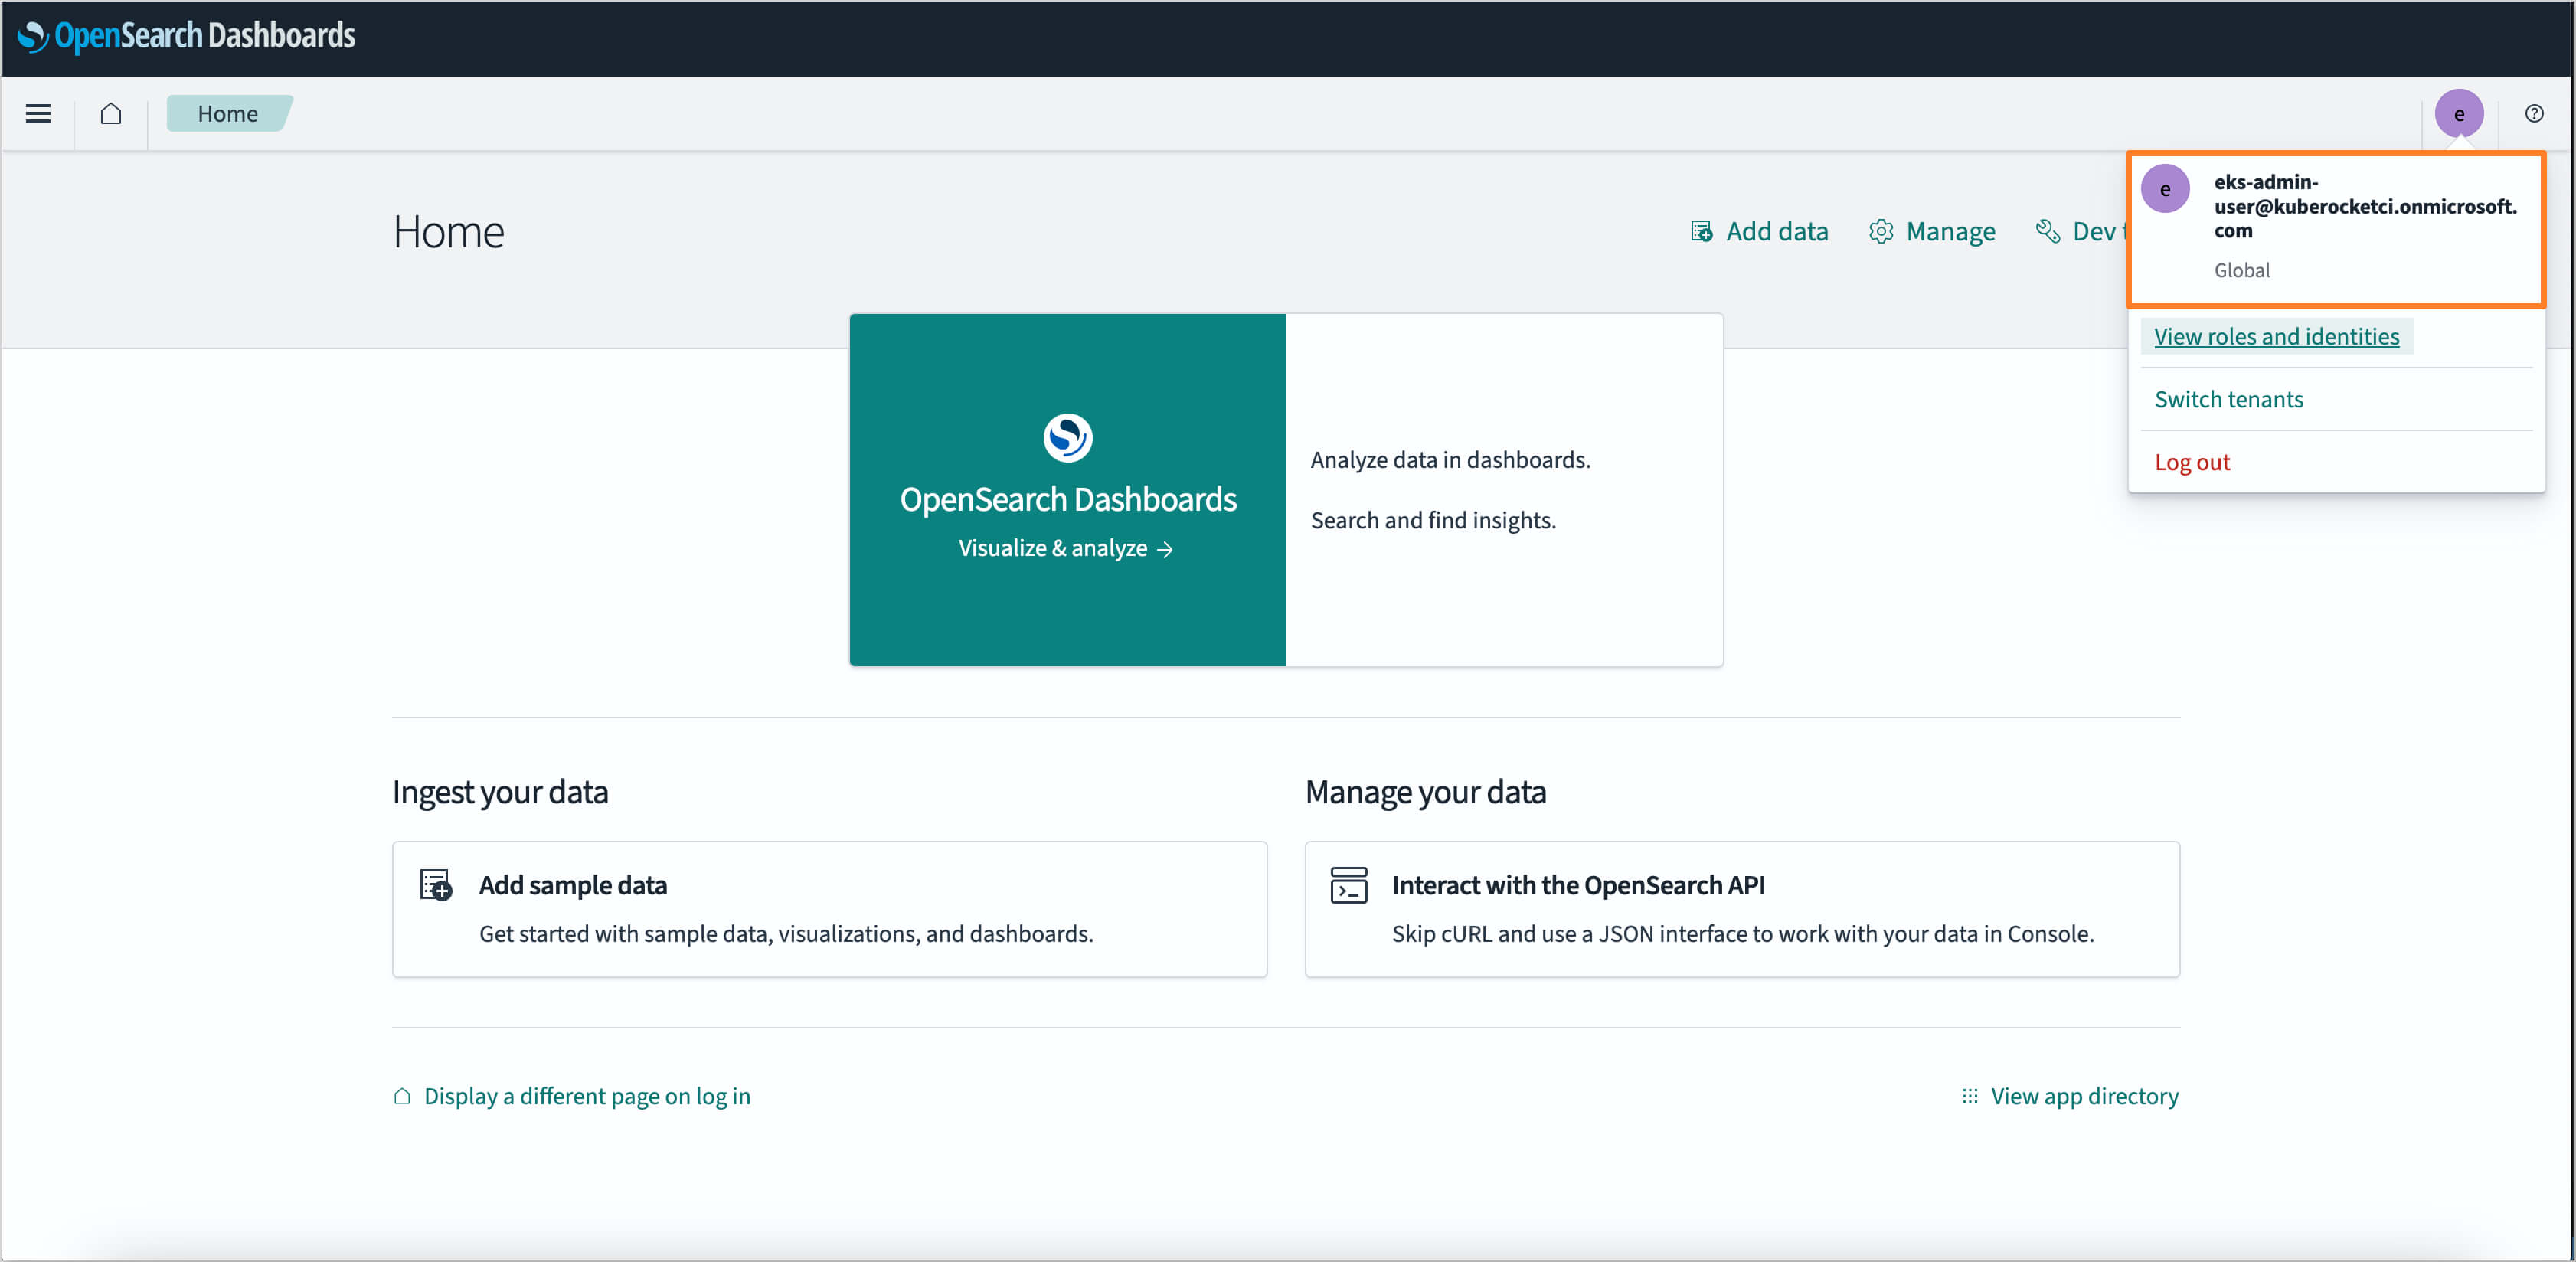 OpenSearch Dashboards
Home
e
Home
Add data
Manage
Dev
e
eks-admin-
user@kuberocketci.onmicrosoft.
com
Global
View roles and identities
Switch tenants
Log out
OpenSearch Dashboards
Visualize & analyze →
Analyze data in dashboards.
Search and find insights.
Ingest your data
Add sample data
Get started with sample data, visualizations, and dashboards.
Manage your data
Interact with the OpenSearch API
Skip cURL and use a JSON interface to work with your data in Console.
Display a different page on log in
View app directory